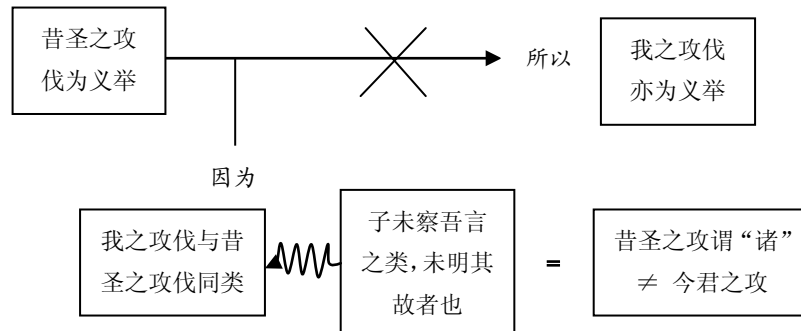 昔圣之攻
伐为义举
所以
我之攻伐
亦为义举
因为
我之攻伐与昔
圣之攻伐同类
子未察吾言
之类，未明其
故者也
=
昔圣之攻谓“诸”
≠ 今君之攻